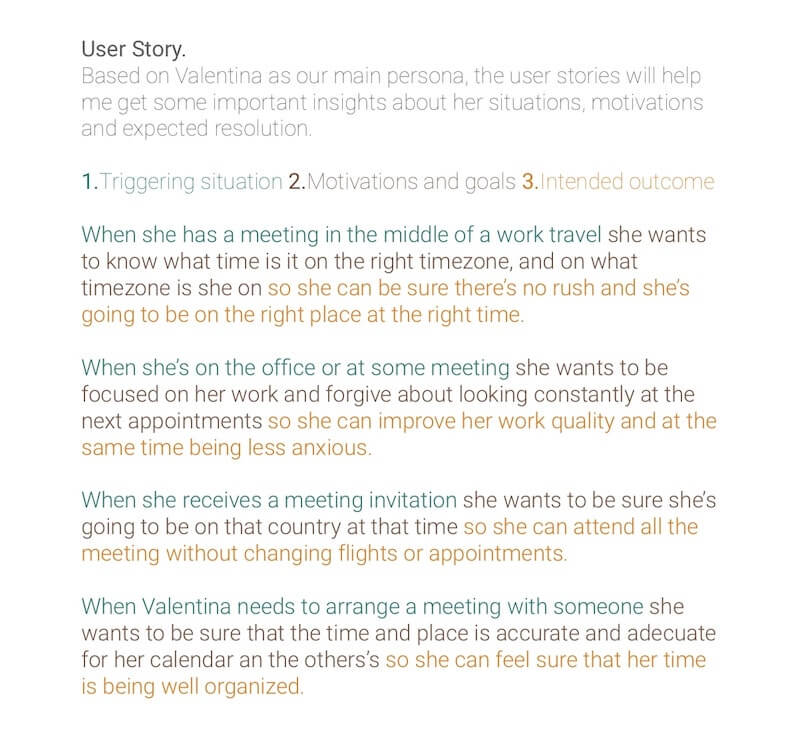 User Story.
Based on Valentina as our main persona, the user stories will help
me get some important insights about her situations, motivations
and expected resolution.
1.Triggering situation 2.Motivations and goals 3.Intended outcome
When she has a meeting in the middle of a work travel she wants
to know what time is it on the right timezone, and on what
timezone is she on so she can be sure there's no rush and she's
going to be on the right place at the right time.
When she's on the office or at some meeting she wants to be
focused on her work and forgive about looking constantly at the
next appointments so she can improve her work quality and at the
same time being less anxious.
When she receives a meeting invitation she wants to be sure she's
going to be on that country at that time so she can attend all the
meeting without changing flights or appointments.
When Valentina needs to arrange a meeting with someone she
wants to be sure that the time and place is accurate and adecuate
for her calendar an the others's so she can feel sure that her time
is being well organized.